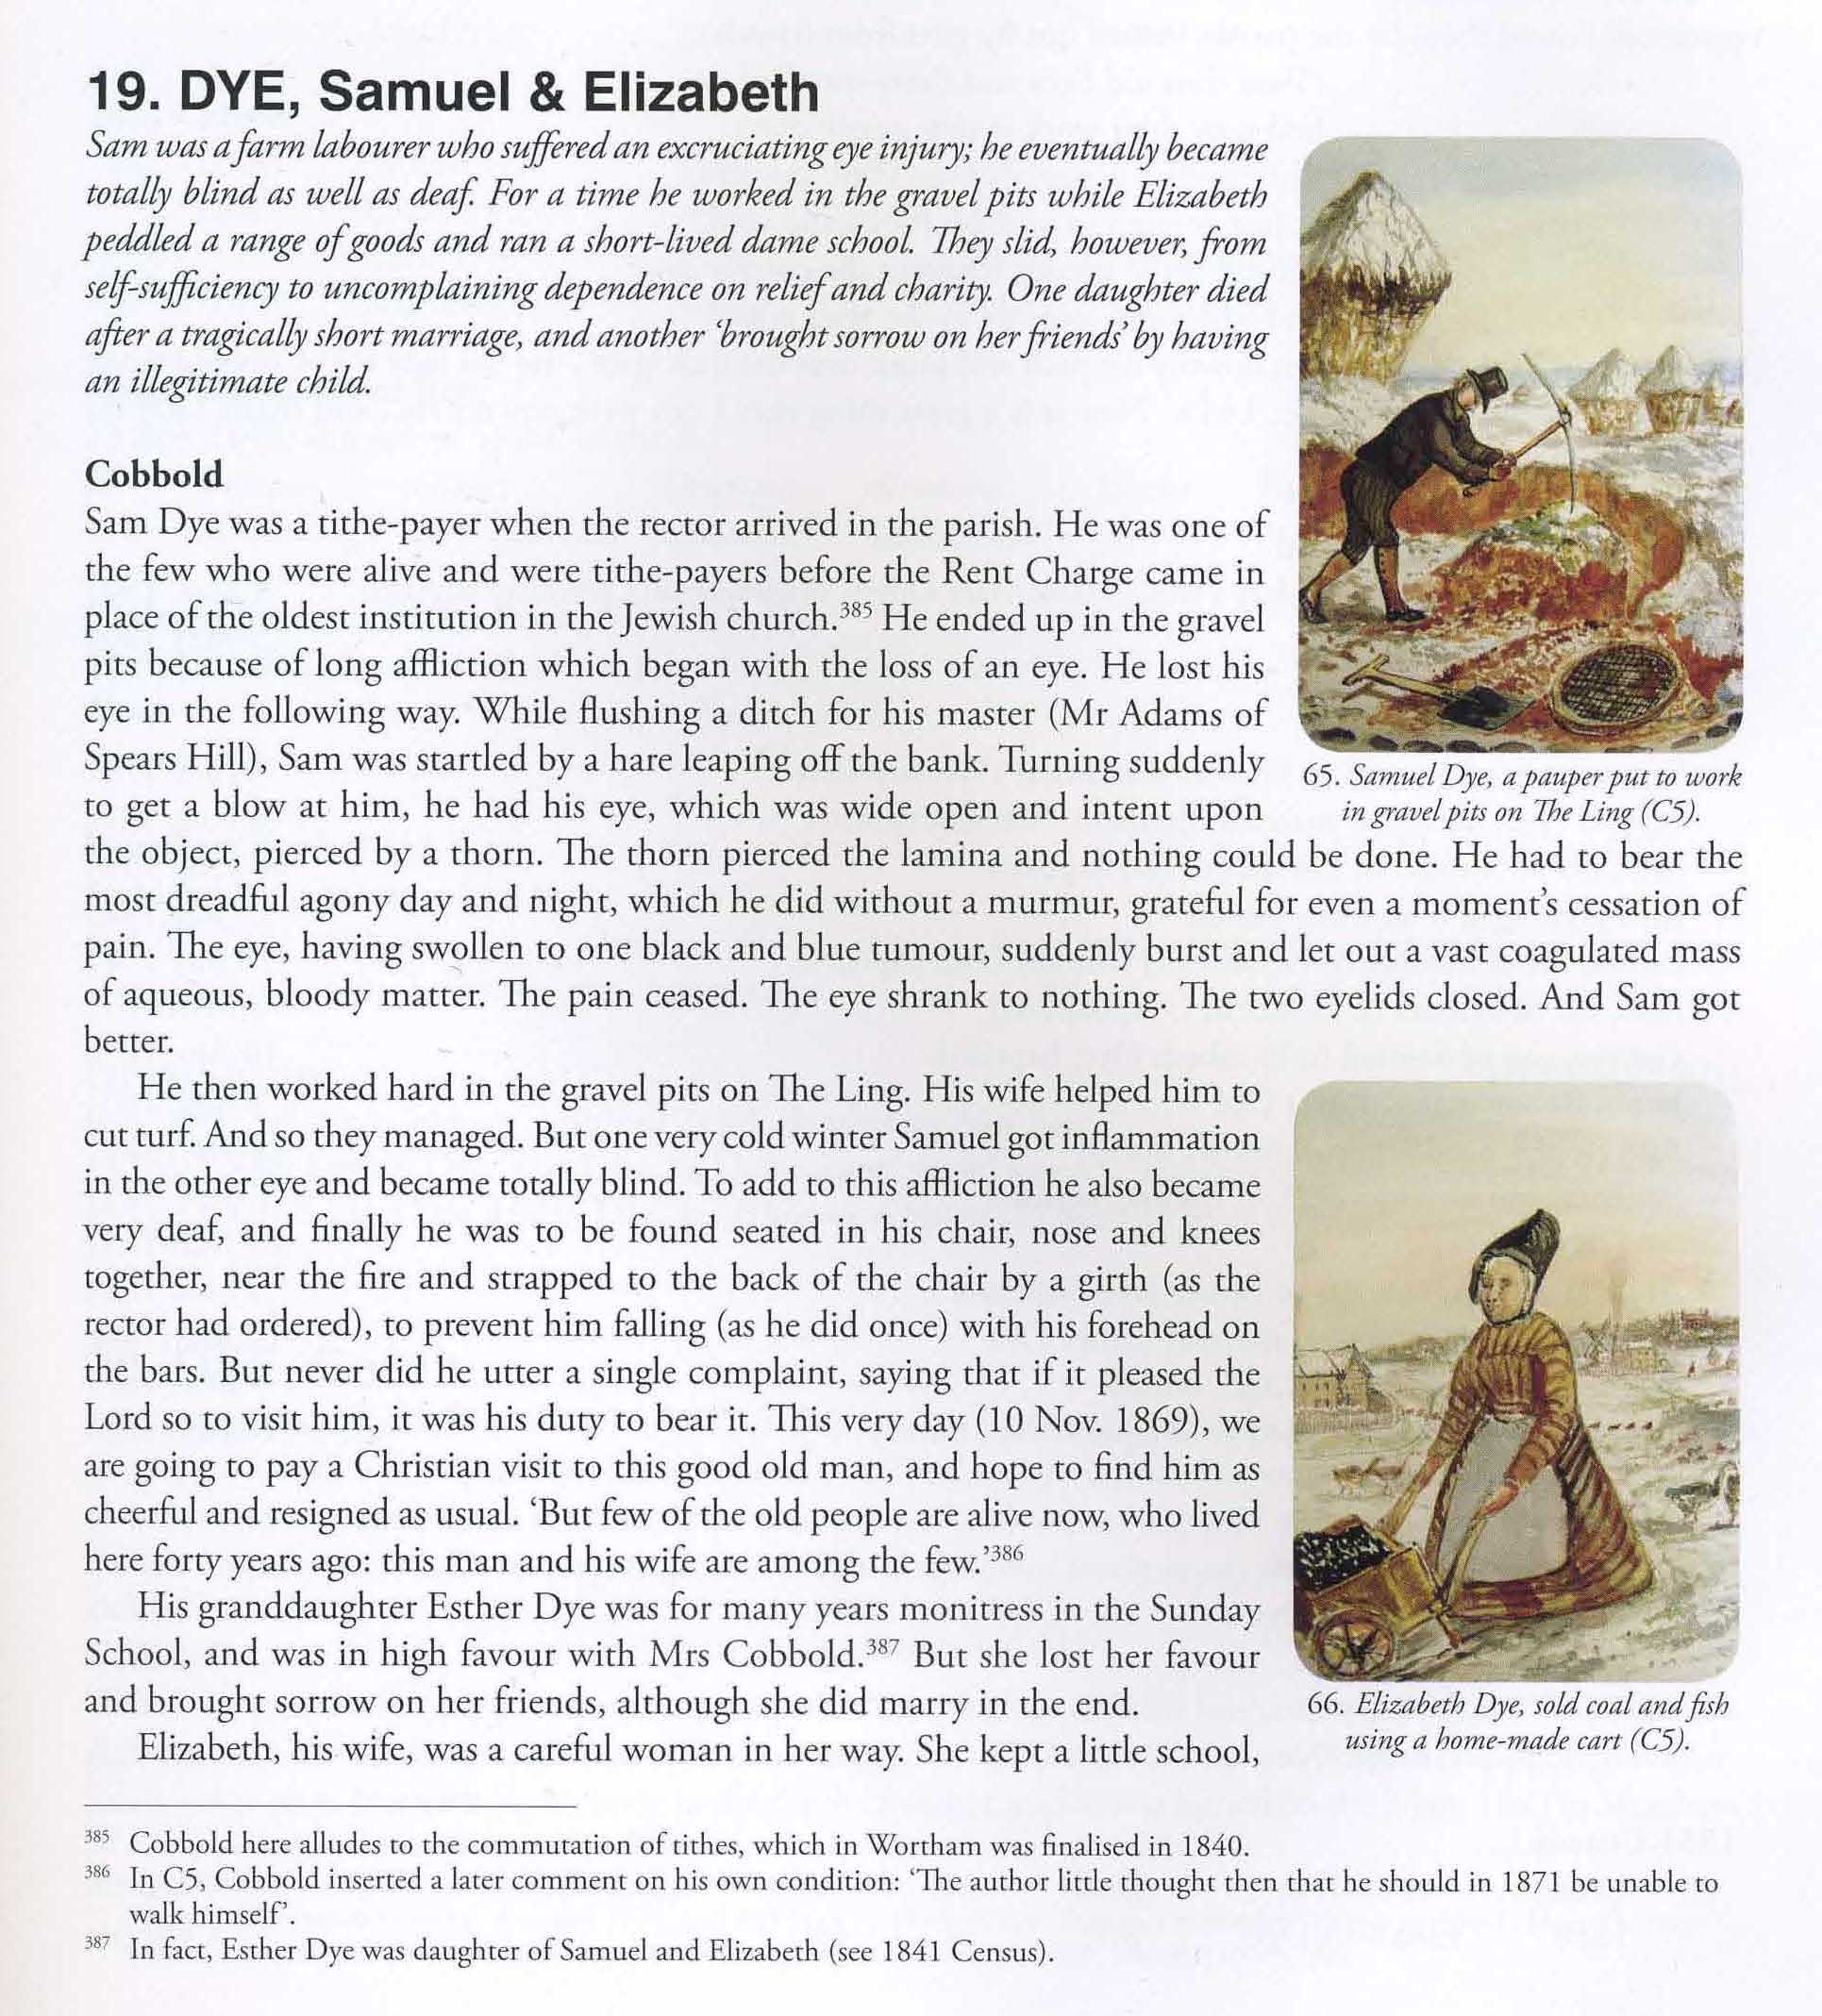 19. DYE, Samuel & Elizabeth
Sam was a farm labourer who suffered an excruciating eye injury; he eventually became
totally blind as well as deaf. For a time he worked in the gravel pits while Elizabeth
peddled a range of goods and ran a short-lived dame school. They slid, however, from
self-sufficiency to uncomplaining dependence on relief and charity. One daughter died
after a tragically short marriage, and another ‘brought sorrow on her friends’ by having
an illegitimate child.
Cobbold
Sam Dye was a tithe-payer when the rector arrived in the parish. He was one of
the few who were alive and were tithe-payers before the Rent Charge came in
place of the oldest institution in the Jewish church.385 He ended up in the gravel
pits because of long affliction which began with the loss of an eye. He lost his
eye in the following way. While flushing a ditch for his master (Mr Adams of
Spears Hill), Sam was startled by a hare leaping off the bank. Turning suddenly
to get a blow at him, he had his eye, which was wide open and intent upon
the object, pierced by a thorn. The thorn pierced the lamina and nothing could be done. He had to bear the
most dreadful agony day and night, which he did without a murmur, grateful for even a moment’s cessation of
pain. The eye, having swollen to one black and blue tumour, suddenly burst and let out a vast coagulated mass
of aqueous, bloody matter. The pain ceased. The eye shrank to nothing. The two eyelids closed. And Sam got
better.
65. Samuel Dye, a pauper put to work
in gravel pits on The Ling (C5).
He then worked hard in the gravel pits on The Ling. His wife helped him to
cut turf. And so they managed. But one very cold winter Samuel got inflammation
in the other eye and became totally blind. To add to this affliction he also became
very deaf, and finally he was to be found seated in his chair, nose and knees
together, near the fire and strapped to the back of the chair by a girth (as the
rector had ordered), to prevent him falling (as he did once) with his forehead on
the bars. But never did he utter a single complaint, saying that if it pleased the
Lord so to visit him, it was his duty to bear it. This very day (10 Nov. 1869), we
are going to pay a Christian visit to this good old man, and hope to find him as
cheerful and resigned as usual. ‘But few of the old people are alive now, who lived
here forty years ago: this man and his wife are among the few.’386
His granddaughter Esther Dye was for many years monitress in the Sunday
School, and was in high favour with Mrs Cobbold.387 But she lost her favour
and brought sorrow on her friends, although she did marry in the end.
Elizabeth, his wife, was a careful woman in her way. She kept a little school,
66. Elizabeth Dye, sold coal and fish
using a home-made cart (C5).
385 Cobbold here alludes to the commutation of tithes, which in Wortham was finalised in 1840.
386 In C5, Cobbold inserted a later comment on his own condition: ‘The author little thought then that he should in 1871 be unable to
walk himself’.
387 In fact, Esther Dye was daughter of Samuel and Elizabeth (see 1841 Census).